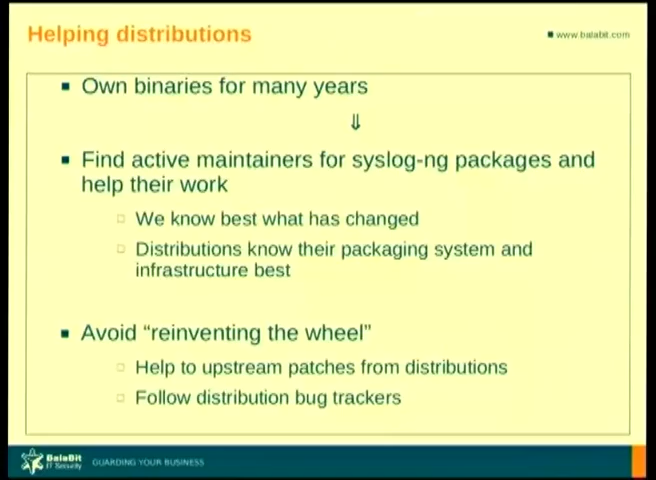 Helping distributions
www.balabit.com
Own binaries for many years
⇓
Find active maintainers for syslog-ng packages and
help their work
We know best what has changed
Distributions know their packaging system and
infrastructure best
Avoid “reinventing the wheel”
Help to upstream patches from distributions
Follow distribution bug trackers
BalaBit
IT Security
GUARDING YOUR BUSINESS